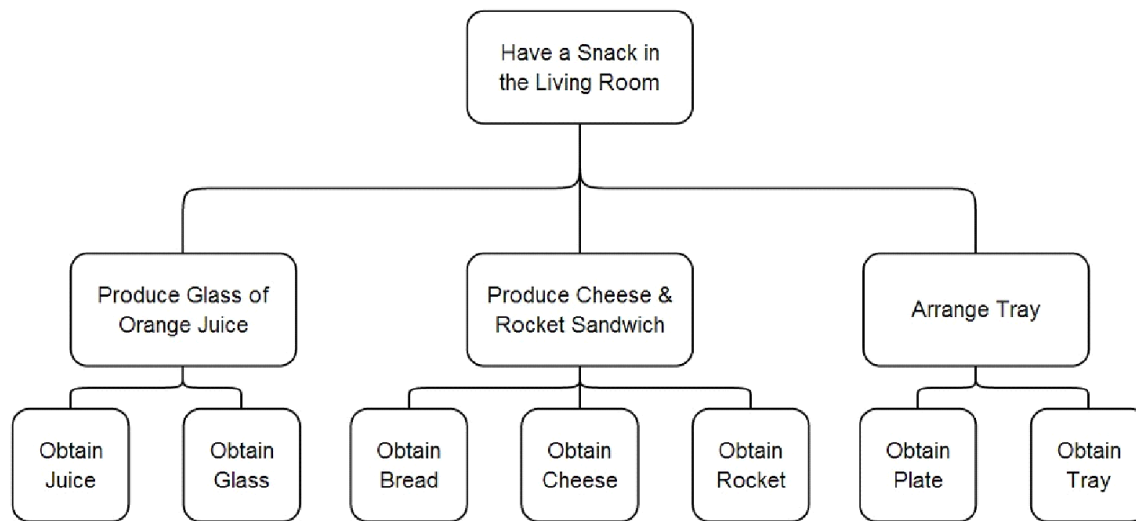 Have a Snack in
the Living Room
Produce Glass of
Orange Juice
Produce Cheese &
Rocket Sandwich
Arrange Tray
Obtain
Juice
Obtain
Glass
Obtain
Bread
Obtain
Cheese
Obtain
Rocket
Obtain
Plate
Obtain
Tray